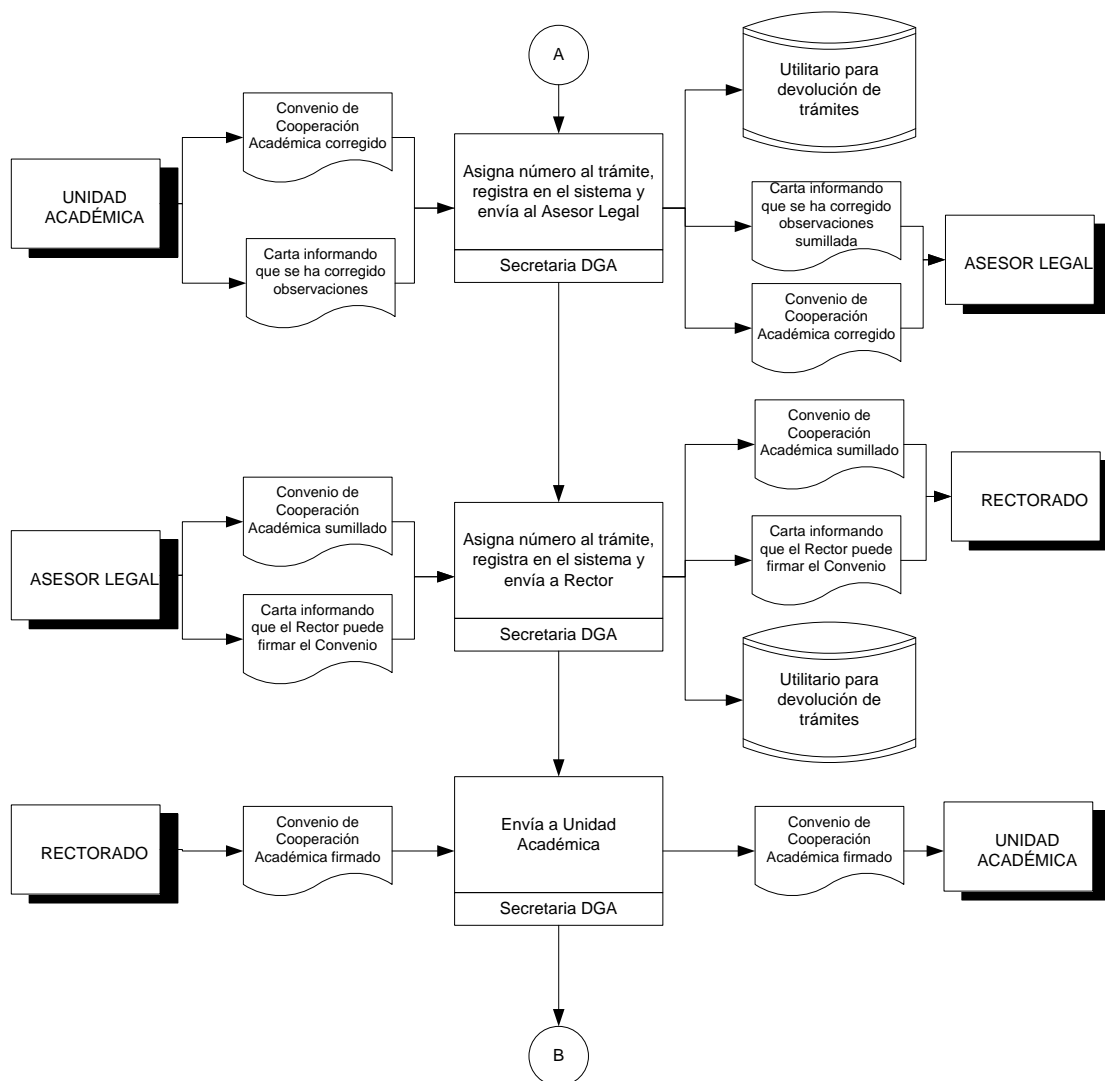 A
Utilitario para
devolución de
trámites
Convenio de
Cooperación
Académica corregido
UNIDAD
ACADÉMICA
Carta informando
que se ha corregido
observaciones
Asigna número al trámite,
registra en el sistema y
envía al Asesor Legal
Secretaria DGA
Carta informando
que se ha corregido
observaciones
sumillada
ASESOR LEGAL
Convenio de
Cooperación
Académica corregido
Convenio de
Cooperación
Académica sumillado
RECTORADO
Carta informando
que el Rector puede
firmar el Convenio
Convenio de
Cooperación
Académica sumillado
ASESOR LEGAL
Carta informando
que el Rector puede
firmar el Convenio
Asigna número al trámite,
registra en el sistema y
envía a Rector
Secretaria DGA
Utilitario para
devolución de
trámites
RECTORADO
Convenio de
Cooperación
Académica firmado
Envía a Unidad
Académica
Secretaria DGA
Convenio de
Cooperación
Académica firmado
UNIDAD
ACADÉMICA
B